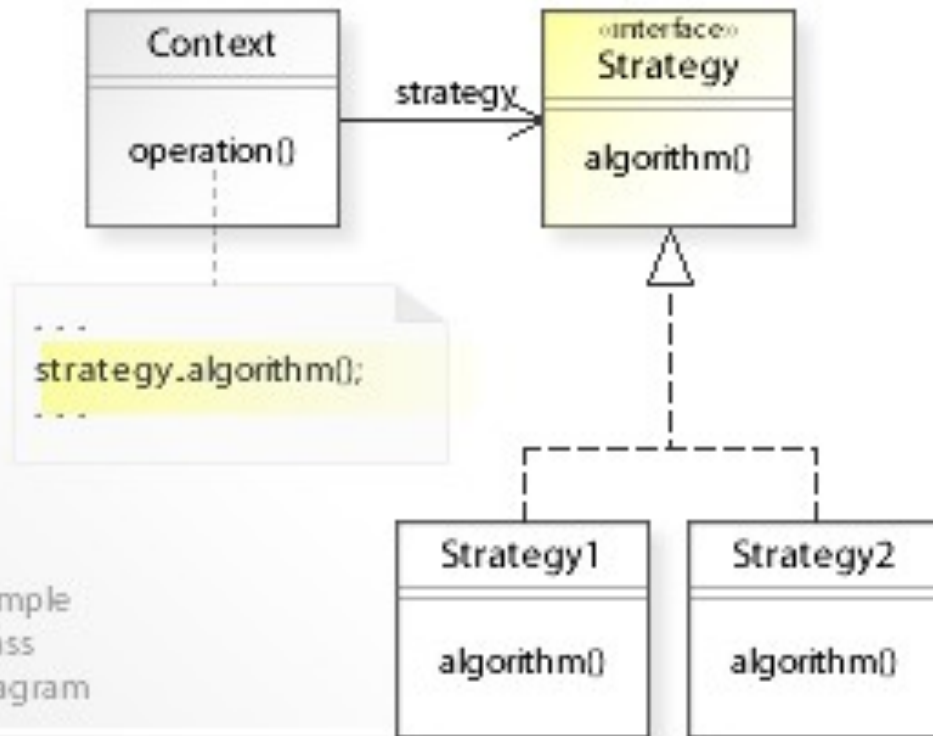 Context
operation()
strategy
«interface»
Strategy
algorithm()
. . .
strategy.algorithm();
. . .
Strategy1
algorithm()
Strategy2
algorithm()
mple
ss
agram